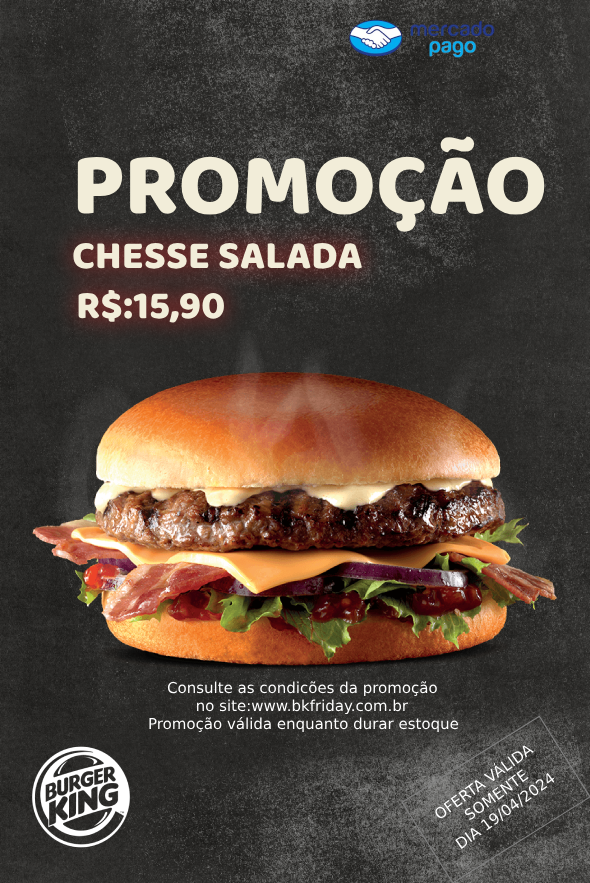 mercado
pago
PROMOÇÃO
CHESSE SALADA
R$:15,90
Consulte as condicões da promoção
no site:www.bkfriday.com.br
Promoção válida enquanto durar estoque
BURGER
KING
OFERTA VALIDA
SOMENTE
DIA 19/04/2024